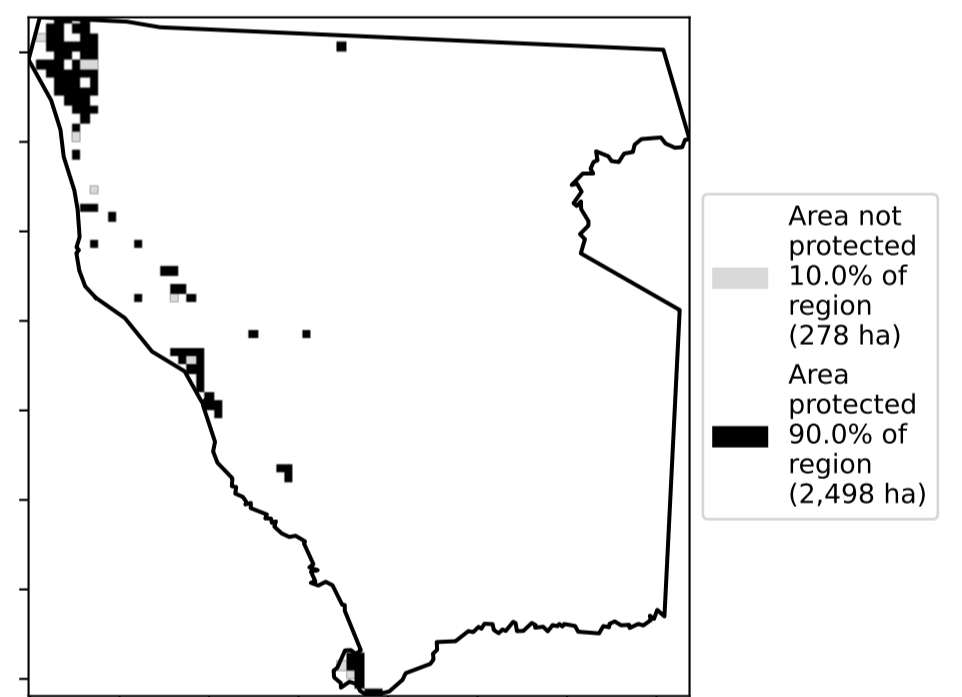 Area not
protected
10.0% of
region
(278 ha)
Area
protected
90.0% of
region
(2,498 ha)